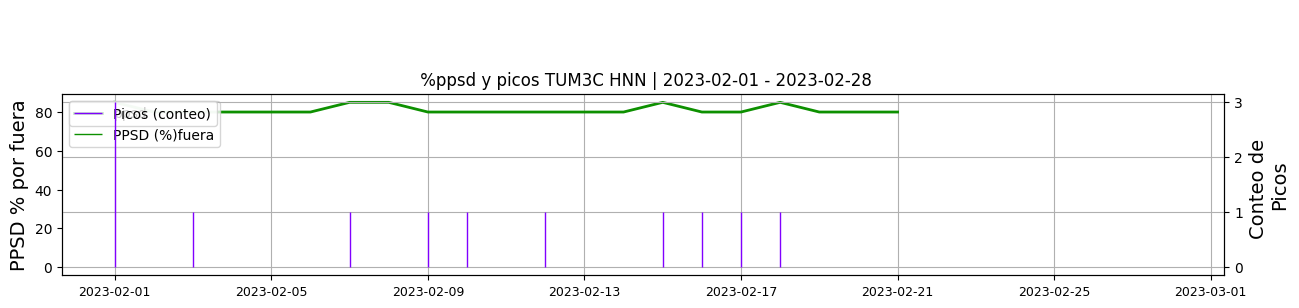 %ppsd y picos TUM3C HNN | 2023-02-01 - 2023-02-28
PPSD % por fuera
80
60
40
20
0
Picos (conteo)
PPSD (%)fuera
3
2
1
0
Conteo de
Picos
2023-02-01
2023-02-05
2023-02-09
2023-02-13
2023-02-17
2023-02-21
2023-02-25
2023-03-01